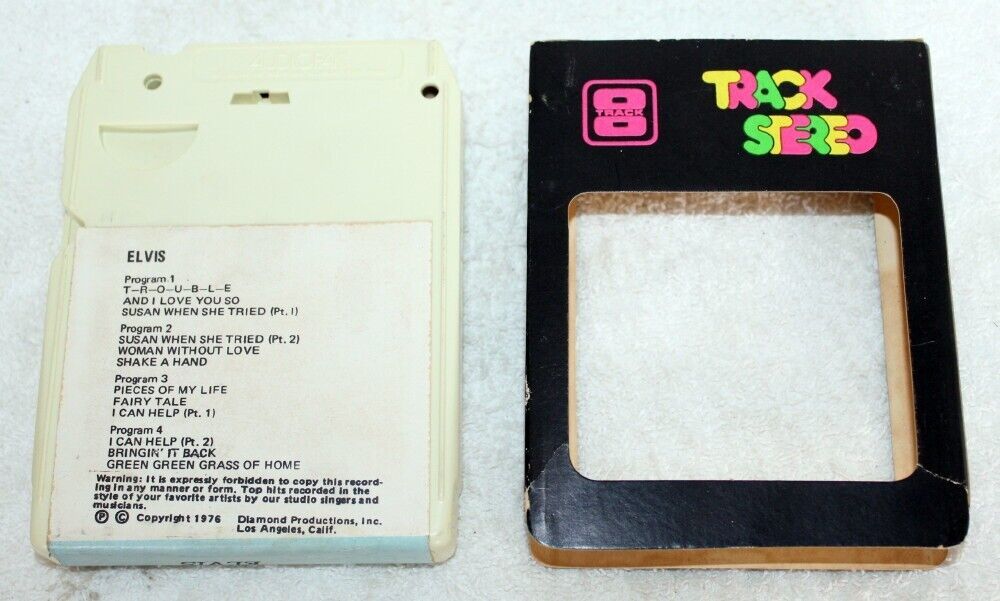 AUDIOPAK
ELVIS
Program 1
T-R-O-U-B-L-E
AND I LOVE YOU SO
SUSAN WHEN SHE TRIED (Pt. I)
Program 2
SUSAN WHEN SHE TRIED (Pt. 2)
WOMAN WITHOUT LOVE
SHAKE A HAND
Program 3
PIECES OF MY LIFE
FAIRY TALE
I CAN HELP (Pt. 1)
Program 4
I CAN HELP (Pt. 2)
BRINGIN' IT BACK
GREEN GREEN GRASS OF HOME
Warning: It is expressly forbidden to copy this record-
ing in any manner or form. Top hits recorded in the
style of your favorite artists by our studio singers and
musicians.
Ⓟ © Copyright 1976 Diamond Productions, Inc.
Los Angeles, Calif.
ELVIS
8 TRACK
TRACK
STEREO